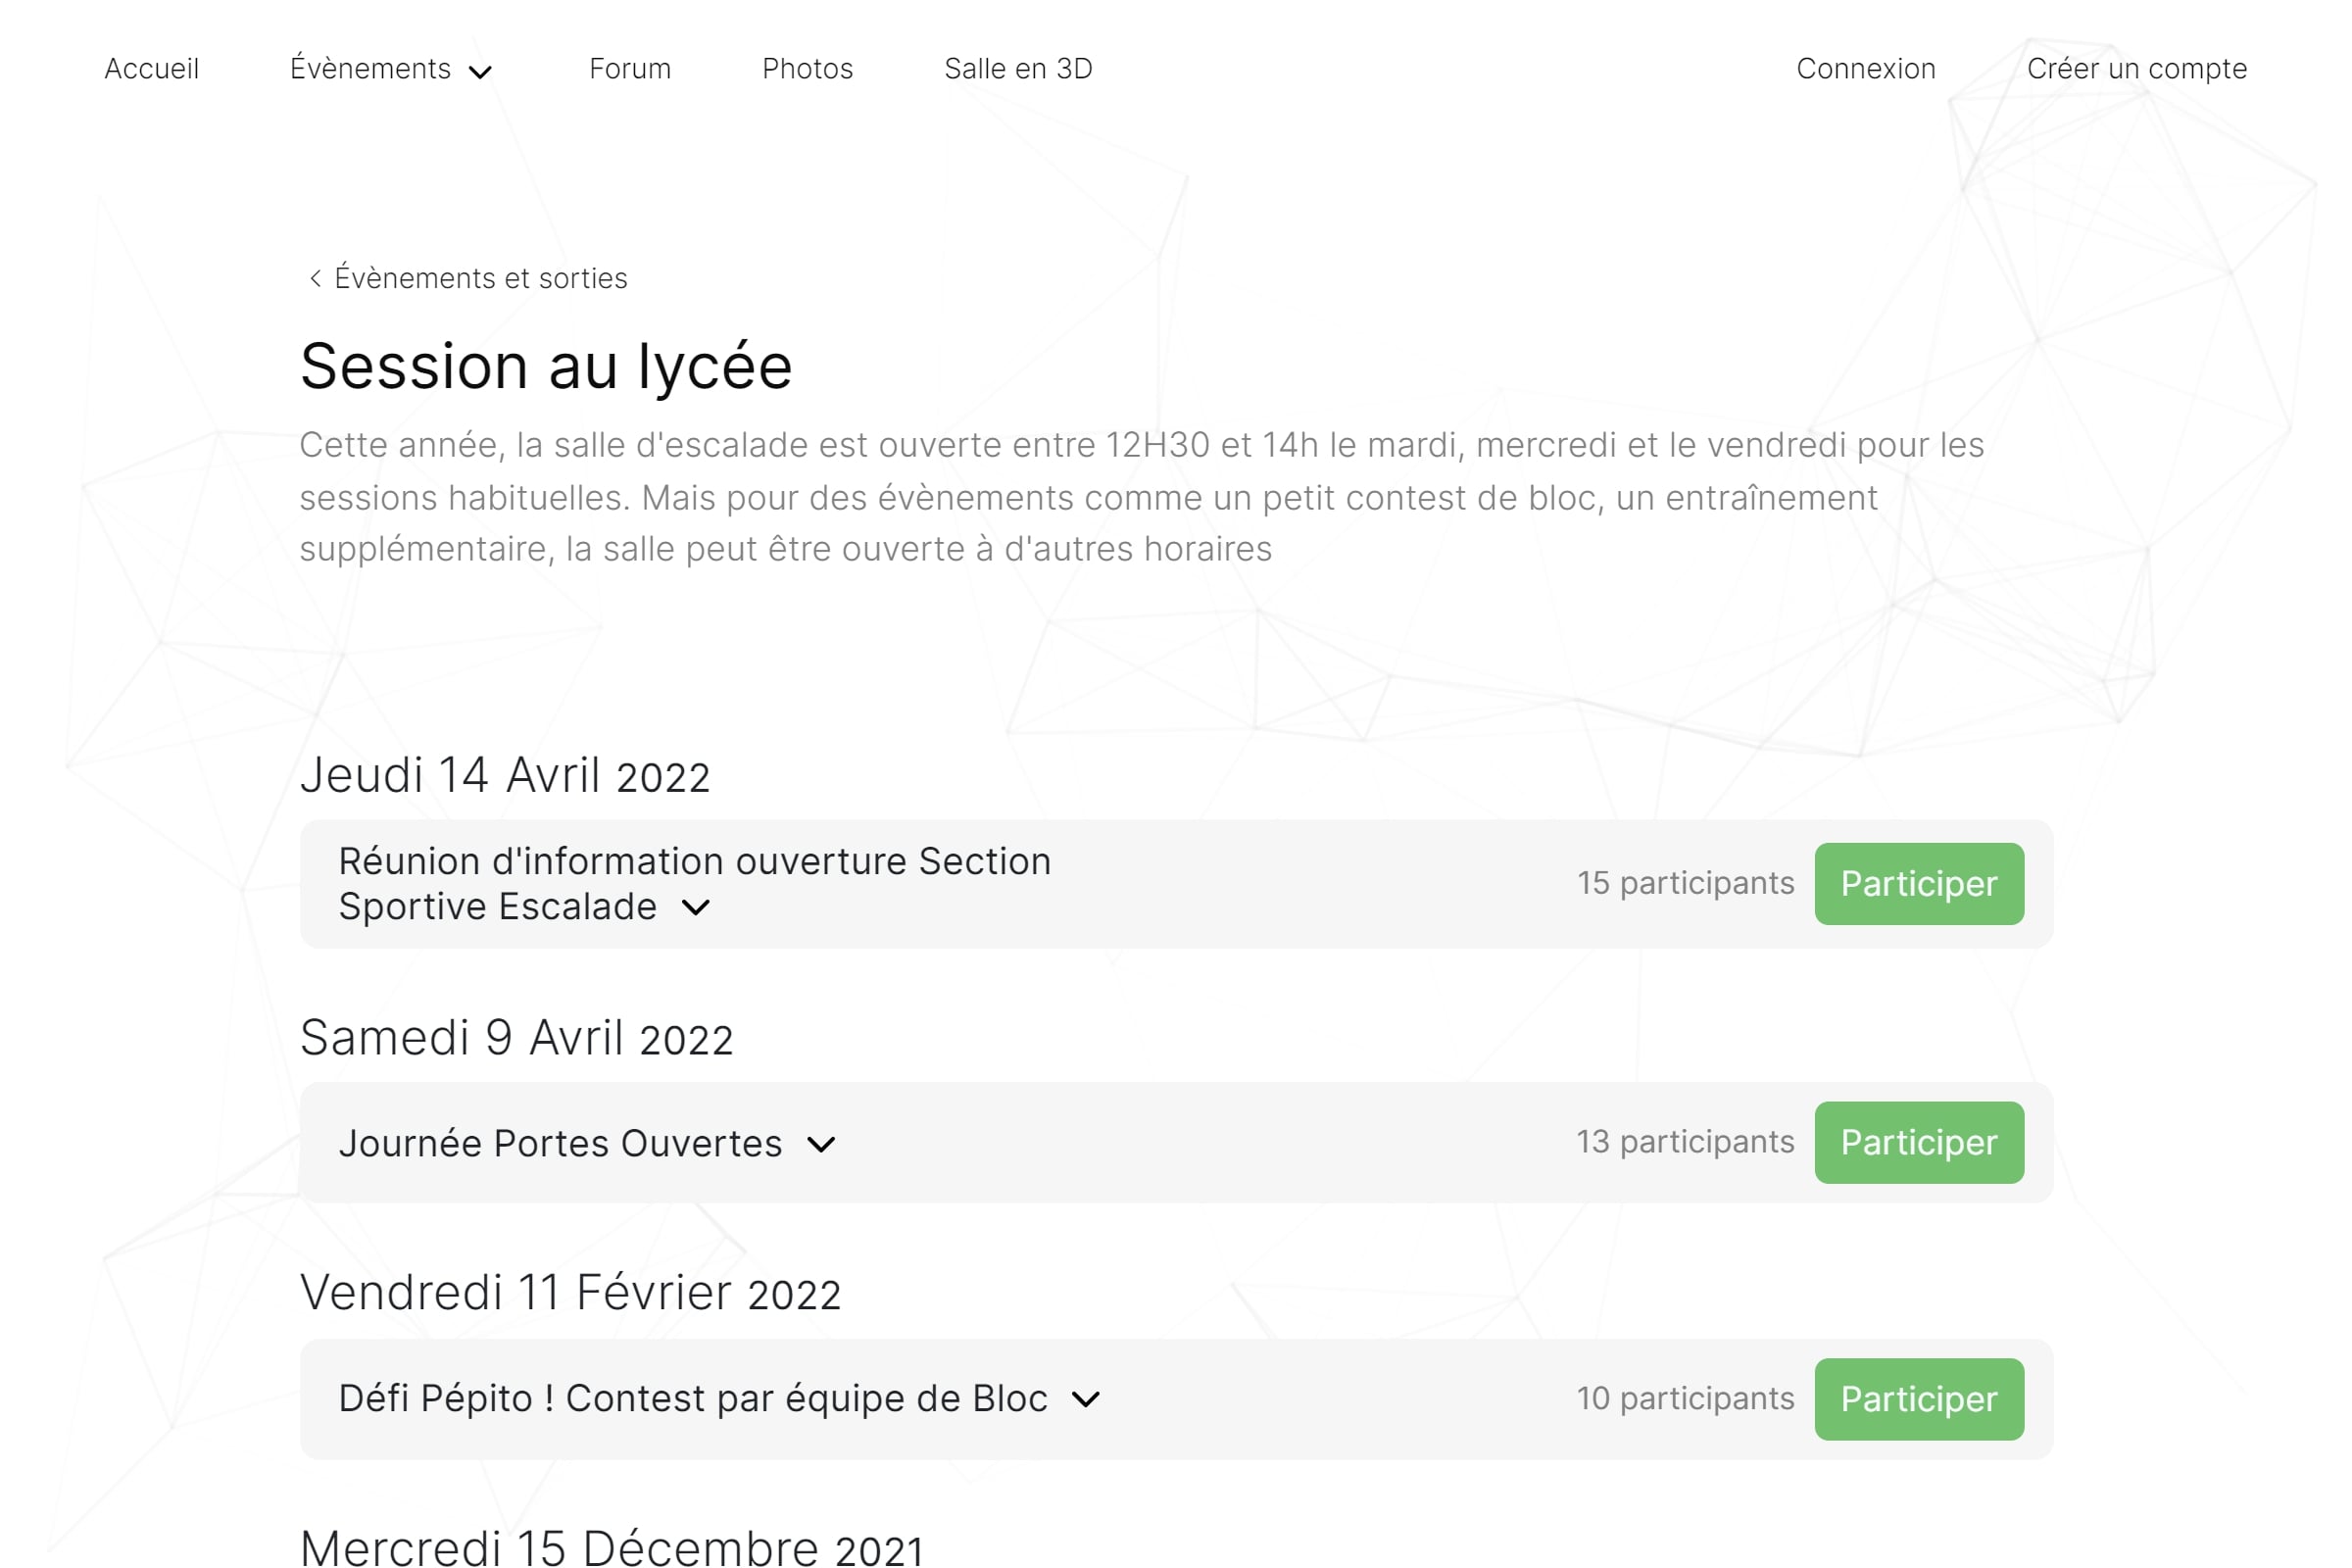 Accueil Évènements Forum Photos Salle en 3D Connexion Créer un compte
Évènements et sorties
Session au lycée
Cette année, la salle d'escalade est ouverte entre 12H30 et 14h le mardi, mercredi et le vendredi pour les
sessions habituelles. Mais pour des évènements comme un petit contest de bloc, un entraînement
supplémentaire, la salle peut être ouverte à d'autres horaires
Jeudi 14 Avril 2022
Réunion d'information ouverture Section
Sportive Escalade
15 participants Participer
Samedi 9 Avril 2022
Journée Portes Ouvertes 13 participants Participer
Vendredi 11 Février 2022
Défi Pépito ! Contest par équipe de Bloc 10 participants Participer
Mercredi 15 Décembre 2021